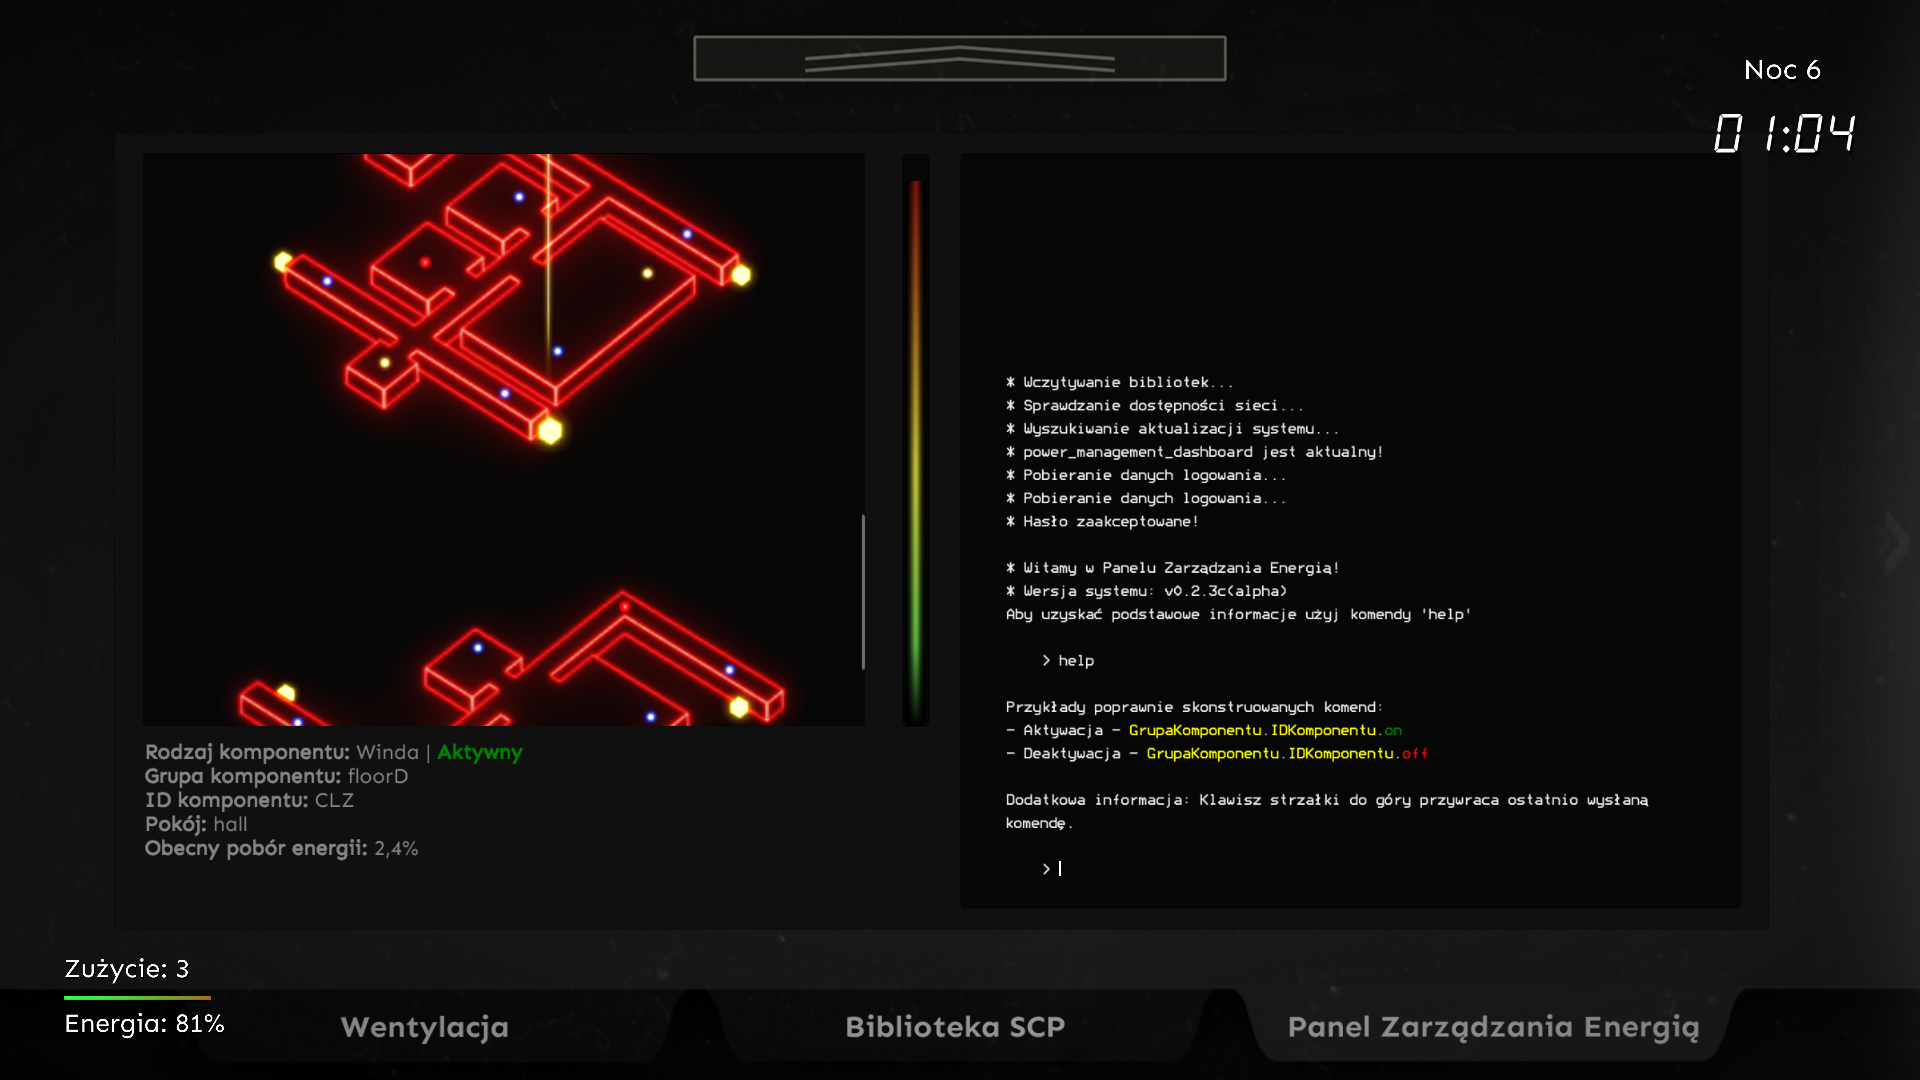 Noc 6
01:04
* Wczytywanie bibliotek...
* Sprawdzanie dostępności sieci...
* Wyszukiwanie aktualizacji systemu...
* power_management_dashboard jest aktualny!
* Pobieranie danych logowania...
* Pobieranie danych logowania...
* Hasło zaakceptowane!
* Witamy w Panelu Zarządzania Energią!
* Wersja systemu: v0.2.3c(alpha)
Aby uzyskać podstawowe informacje użyj komendy 'help'
> help
Przykłady poprawnie skonstruowanych komend:
- Aktywacja - GrupaKomponentu.IDKomponentu.on
- Deaktywacja - GrupaKomponentu.IDKomponentu.off
Dodatkowa informacja: Klawisz strzałki do góry przywraca ostatnio wysłaną
komendę.
>
Rodzaj komponentu: Winda | Aktywny
Grupa komponentu: floorD
ID komponentu: CLZ
Pokój: hall
Obecny pobór energii: 2,4%
Zużycie: 3
Energia: 81%
Wentylacja
Biblioteka SCP
Panel Zarządzania Energią